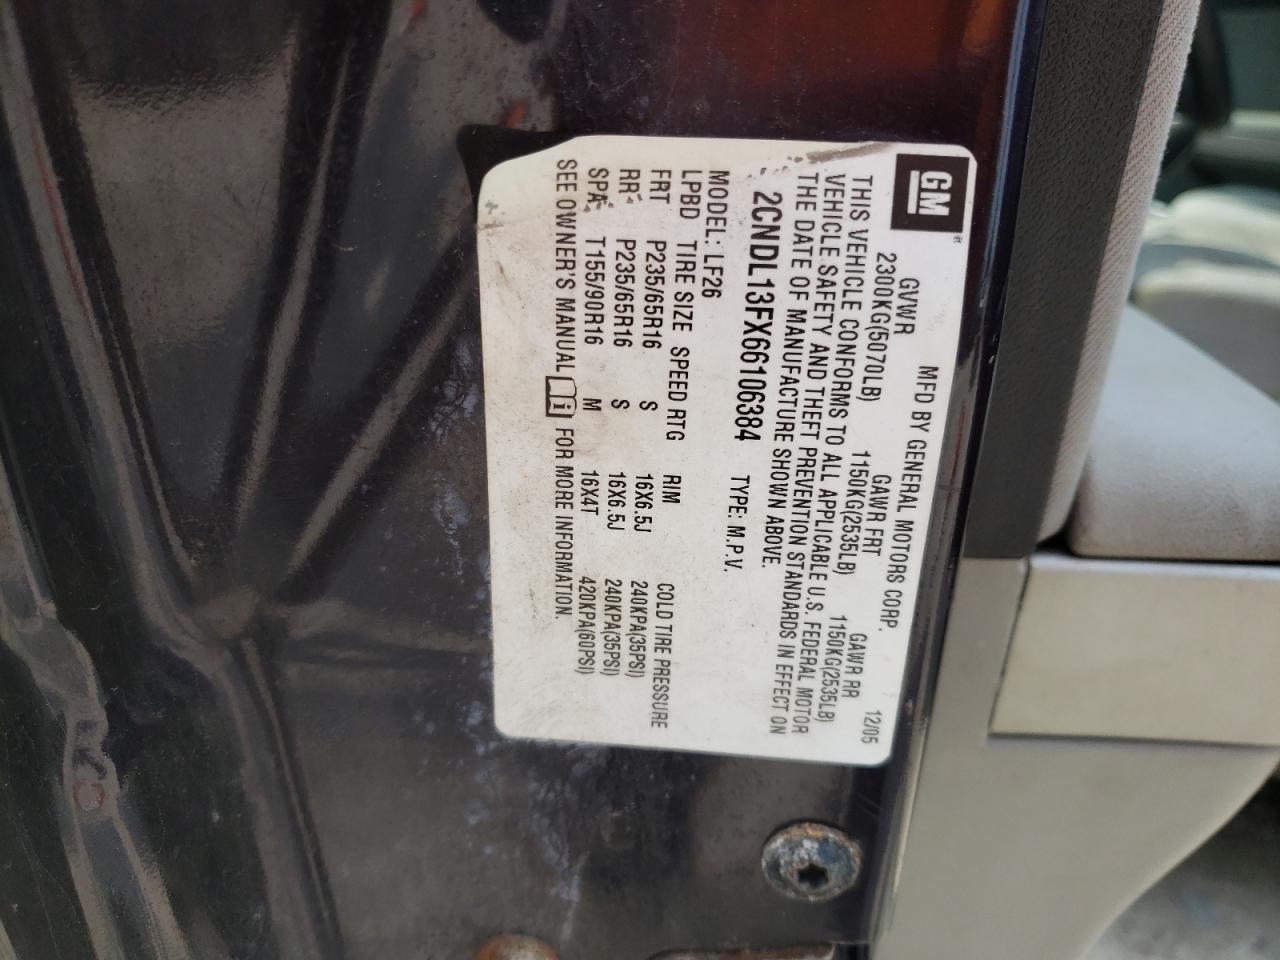 GM
MFD BY GENERAL MOTORS CORP. 12/05
GVWR GAWR FRT GAWR RR
2300KG(5070LB) 1150KG(2535LB) 1150KG(2535LB)
THIS VEHICLE CONFORMS TO ALL APPLICABLE U.S. FEDERAL MOTOR
VEHICLE SAFETY AND THEFT PREVENTION STANDARDS IN EFFECT ON
THE DATE OF MANUFACTURE SHOWN ABOVE.
2CNDL13FX66106384 TYPE: M.P.V.
MODEL: LF26
LPBD TIRE SIZE SPEED RTG RIM COLD TIRE PRESSURE
FRT P235/65R16 S 16X6.5J 240KPA(35PSI)
RR P235/65R16 S 16X6.5J 240KPA(35PSI)
SPA T155/90R16 M 16X4T 420KPA(60PSI)
SEE OWNER'S MANUAL i FOR MORE INFORMATION.